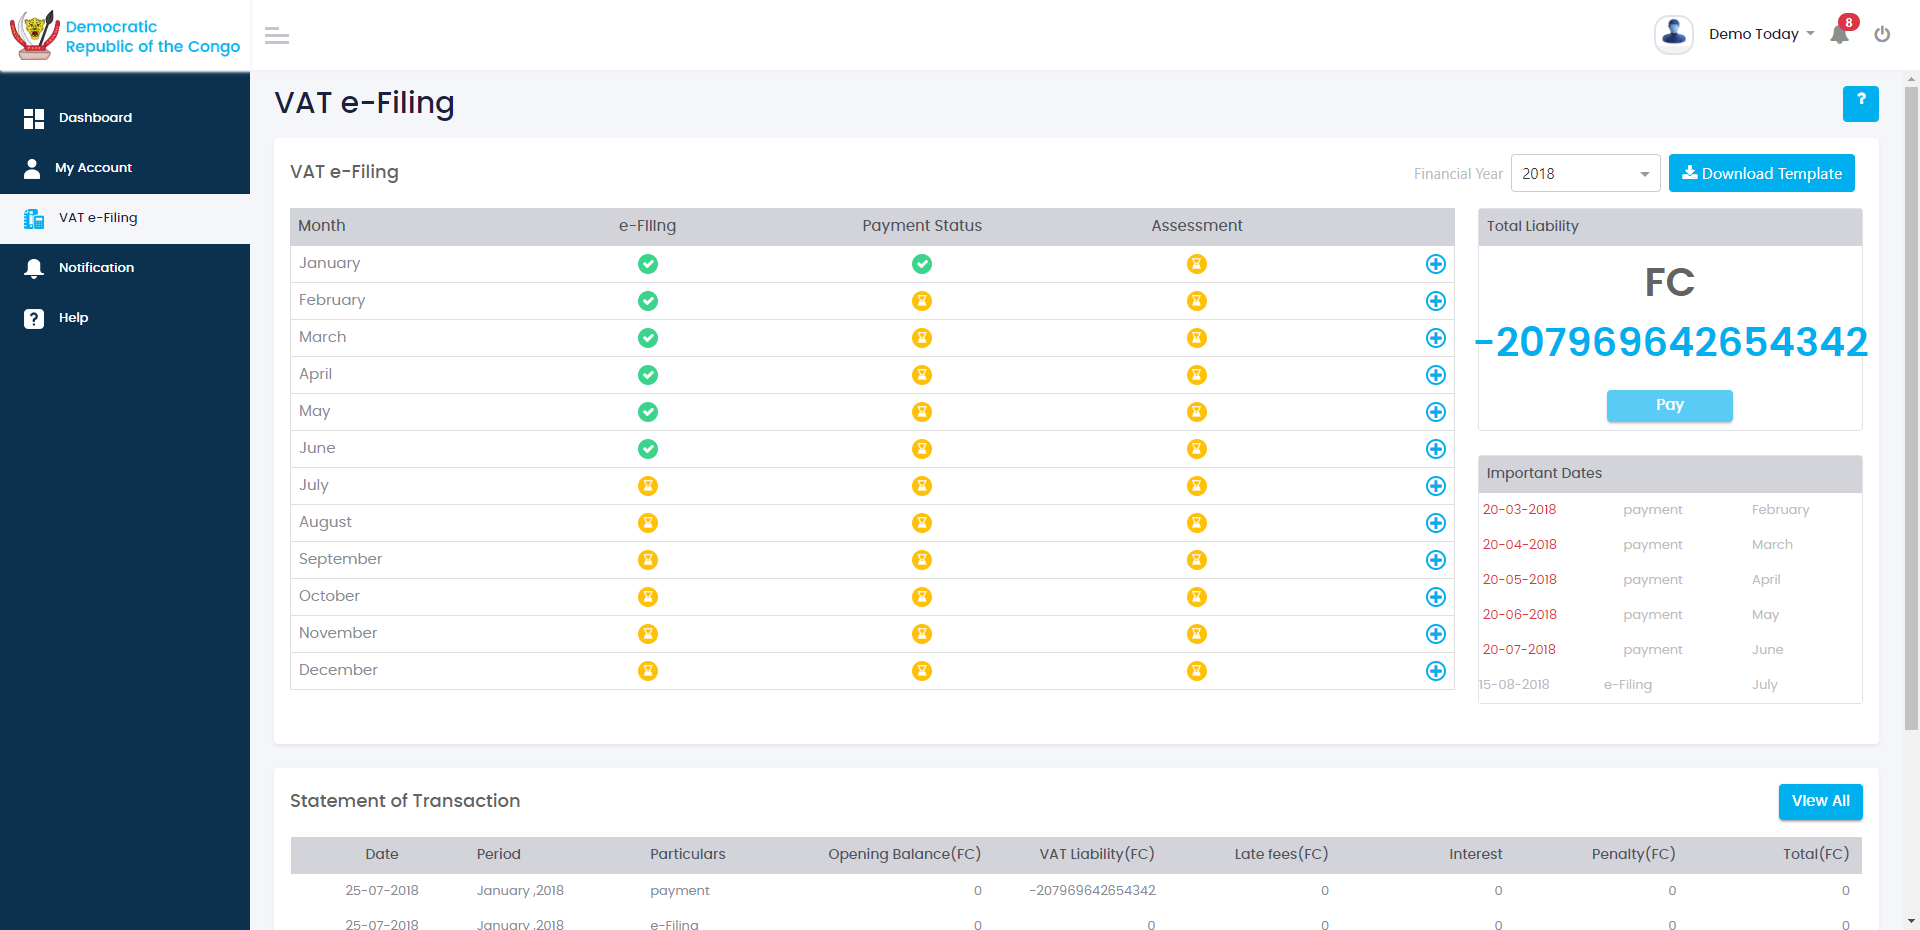 Democratic
Republic of the Congo
Demo Today
8
Dashboard
My Account
VAT e-Filing
Notification
Help
VAT e-Filing
?
VAT e-Filing
Financial Year 2018 Download Template
Month e-Filing Payment Status Assessment
January
February
March
April
May
June
July
August
September
October
November
December
Total Liability
FC
-207969642654342
Pay
Important Dates
20-03-2018 payment February
20-04-2018 payment March
20-05-2018 payment April
20-06-2018 payment May
20-07-2018 payment June
15-08-2018 e-Filing July
Statement of Transaction
View All
Date Period Particulars Opening Balance(FC) VAT Liability(FC) Late fees(FC) Interest Penalty(FC) Total(FC)
25-07-2018 January ,2018 payment 0 -207969642654342 0 0 0 0
25-07-2018 January ,2018 e-Filing 0 0 0 0 0 0